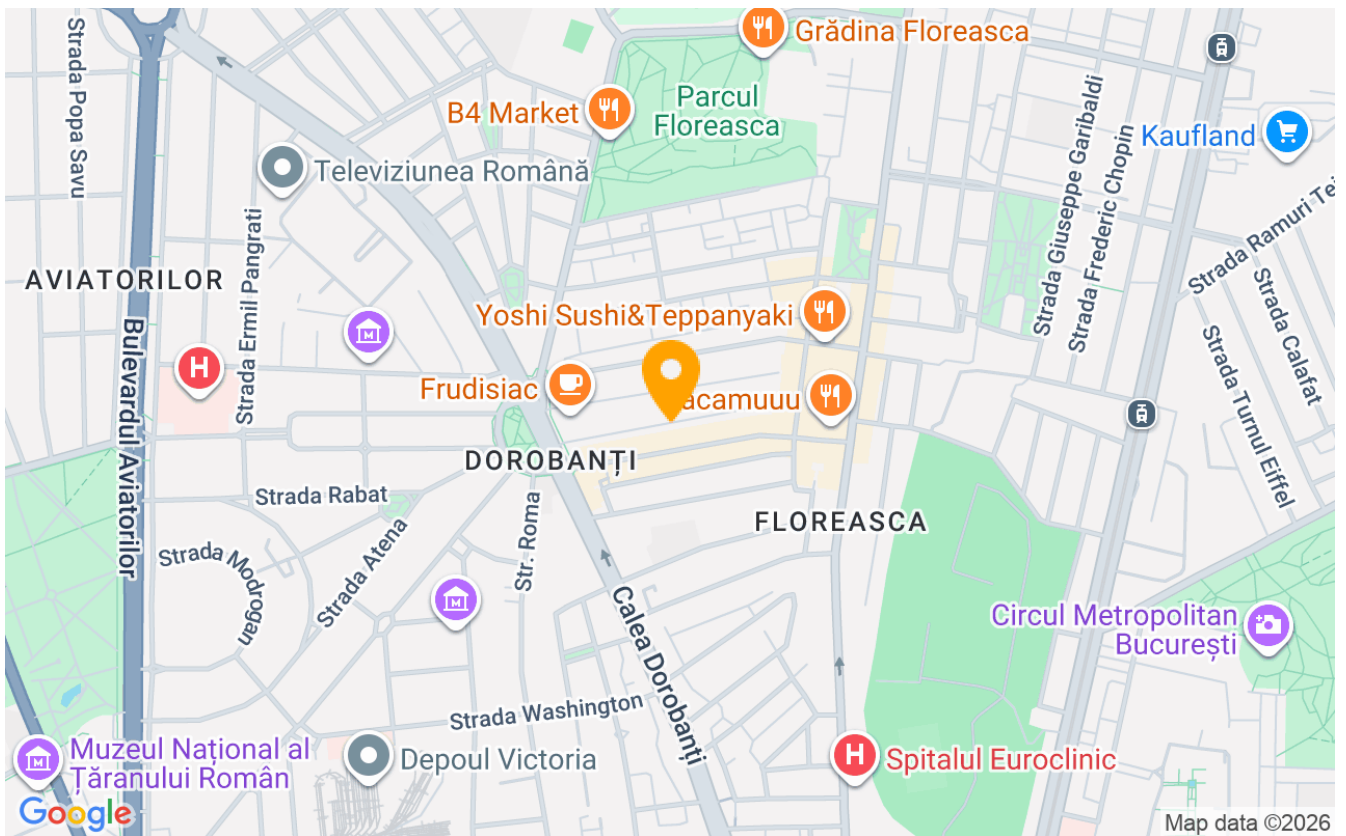 Strada Popa Savu
Grădina Floreasca
B4 Market
Parcul
Floreasca
Kaufland
Strada Giuseppe Garibaldi
Strada Frederic Chopin
Televiziunea Română
Strada Ramuri Tei
AVIATORILOR
Strada Ermil Pangrati
Strada Calafat
Bulevardul Aviatorilor
Yoshi Sushi&Teppanyaki
H
Frudisiac
acamuuu
Strada Turnul Eiffel
DOROBANȚI
Strada Rabat
Str. Roma
FLOREASCA
Strada Atena
Strada Modrogan
M
M
Calea Dorobanți
Circul Metropolitan
București
Strada Washington
Muzeul Național al
Țăranului Român
M
Depoul Victoria
H
Spitalul Euroclinic
Google
Map data ©2026